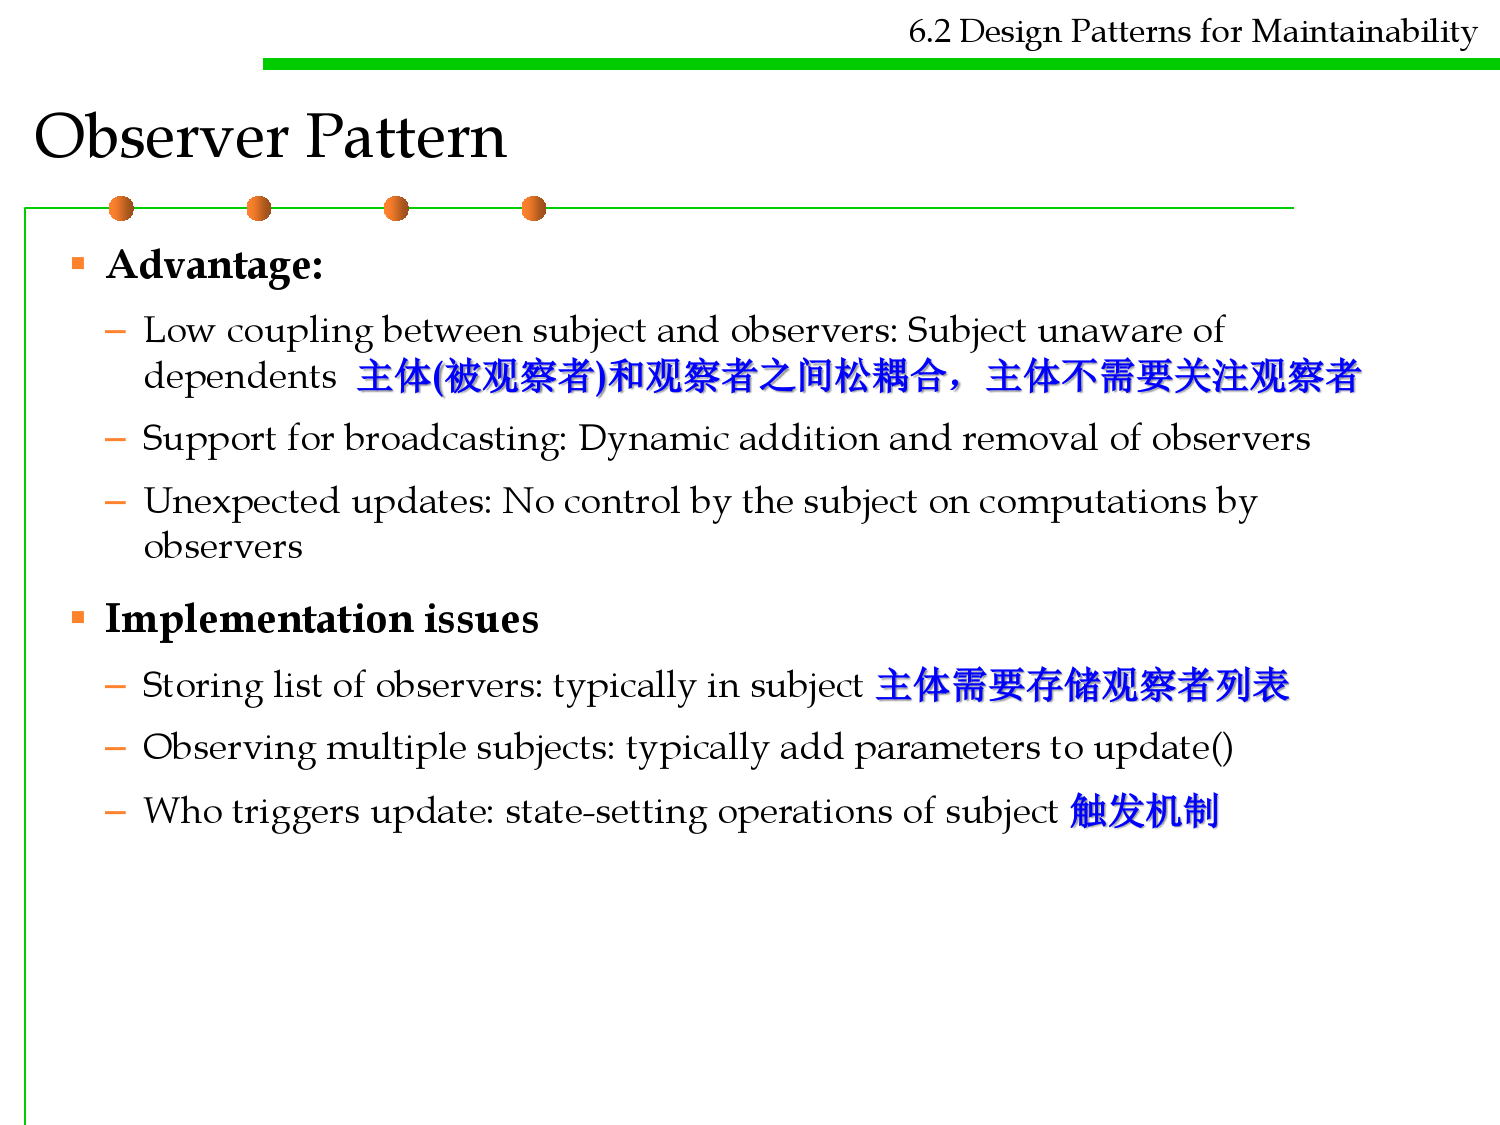 6.2 Design Patterns for Maintainability
Observer Pattern
▪ Advantage:
– Low coupling between subject and observers: Subject unaware of
dependents 主体(被观察者)和观察者之间松耦合，主体不需要关注观察者
– Support for broadcasting: Dynamic addition and removal of observers
– Unexpected updates: No control by the subject on computations by
observers
▪ Implementation issues
– Storing list of observers: typically in subject 主体需要存储观察者列表
– Observing multiple subjects: typically add parameters to update()
– Who triggers update: state-setting operations of subject 触发机制